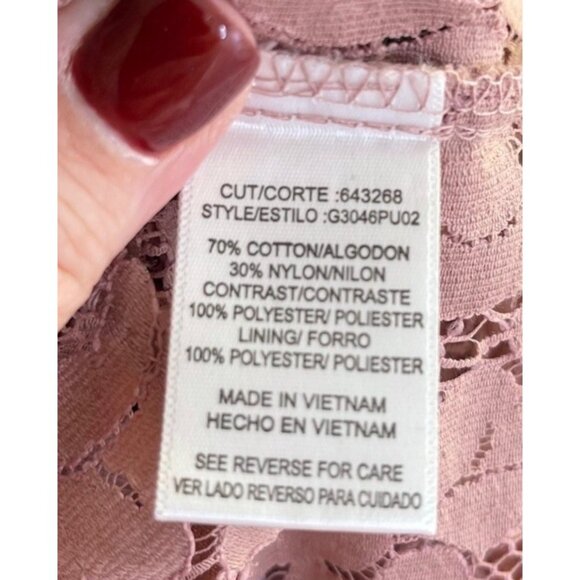 CUT/CORTE :643268
STYLE/ESTILO :G3046PU02
70% COTTON/ALGODON
30% NYLON/NILON
CONTRAST/CONTRASTE
100% POLYESTER/ POLIESTER
LINING/ FORRO
100% POLYESTER/ POLIESTER
MADE IN VIETNAM
HECHO EN VIETNAM
SEE REVERSE FOR CARE
VER LADO REVERSO PARA CUIDADO